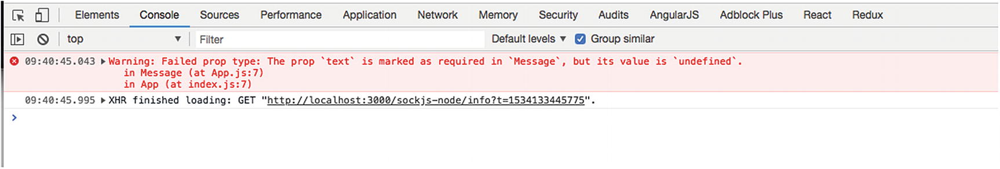 Elements Console Sources Performance Application Network Memory Security Audits AngularJS Adblock Plus React Redux
top Filter Default levels Group similar
09:40:45.043 Warning: Failed prop type: The prop `text` is marked as required in `Message`, but its value is `undefined`.
in Message (at App.js:7)
in App (at index.js:7)
09:40:45.995 XHR finished loading: GET "http://localhost:3000/sockjs-node/info?t=1534133445775".